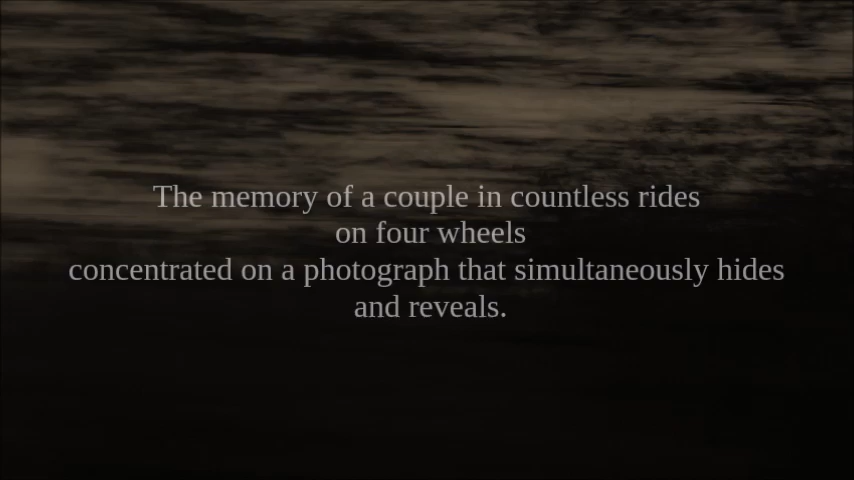 The memory of a couple in countless rides
on four wheels
concentrated on a photograph that simultaneously hides
and reveals.